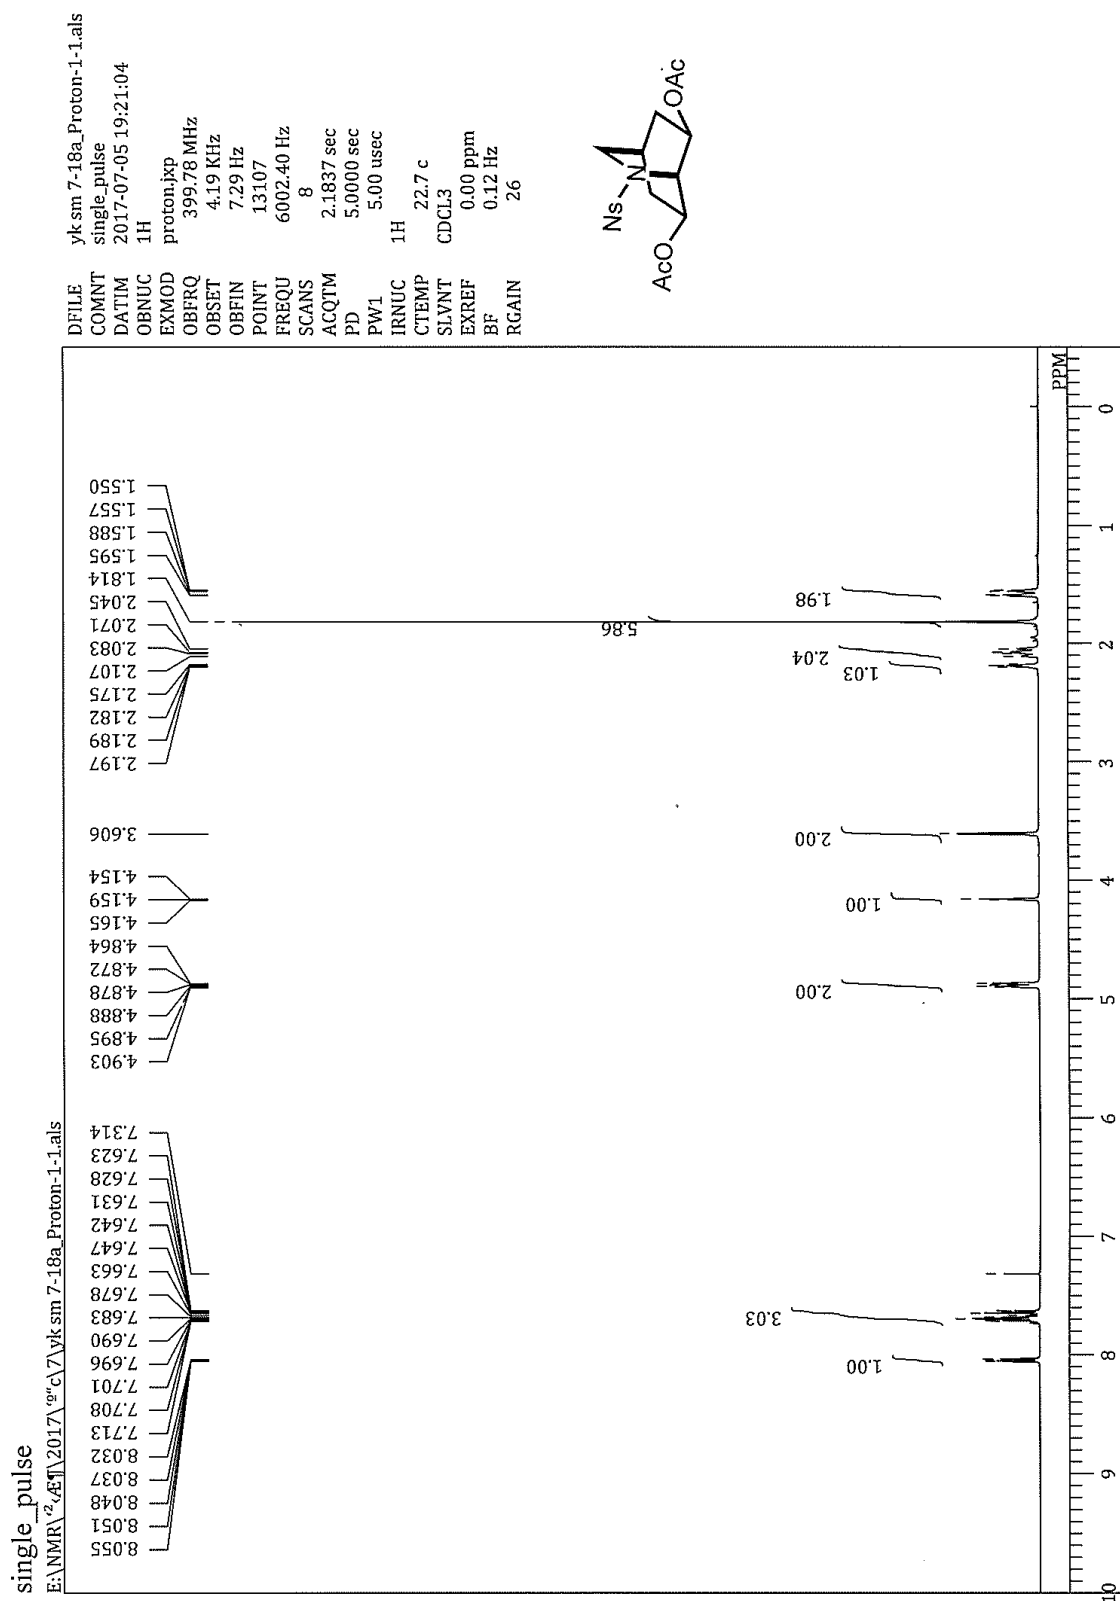 single_pulse
E:\NMR\'²‹Æ¶\2017\'ºª"c\7\yk sm 7-18a_Proton-1-1.als
8.055
8.051
8.048
8.037
8.032
7.713
7.708
7.701
7.696
7.690
7.683
7.678
7.663
7.647
7.642
7.631
7.628
7.623
7.314
4.903
4.895
4.888
4.878
4.872
4.864
4.165
4.159
4.154
3.606
2.197
2.189
2.182
2.175
2.107
2.083
2.071
2.045
1.814
1.595
1.588
1.557
1.550
1.00
3.03
2.00
1.00
2.00
1.03
2.04
5.86
1.98
PPM
10
9
8
7
6
5
4
3
2
1
0
DFILE yk sm 7-18a_Proton-1-1.als
COMNT single_pulse
DATIM 2017-07-05 19:21:04
OBNUC 1H
EXMOD proton.jxp
OBFRQ 399.78 MHz
OBSET 4.19 KHz
OBFIN 7.29 Hz
POINT 13107
FREQU 6002.40 Hz
SCANS 8
ACQTM 2.1837 sec
PD 5.0000 sec
PW1 5.00 usec
IRNUC 1H
CTEMP 22.7 c
SLVNT CDCL3
EXREF 0.00 ppm
BF 0.12 Hz
RGAIN 26
Ns
N
AcO
OAc